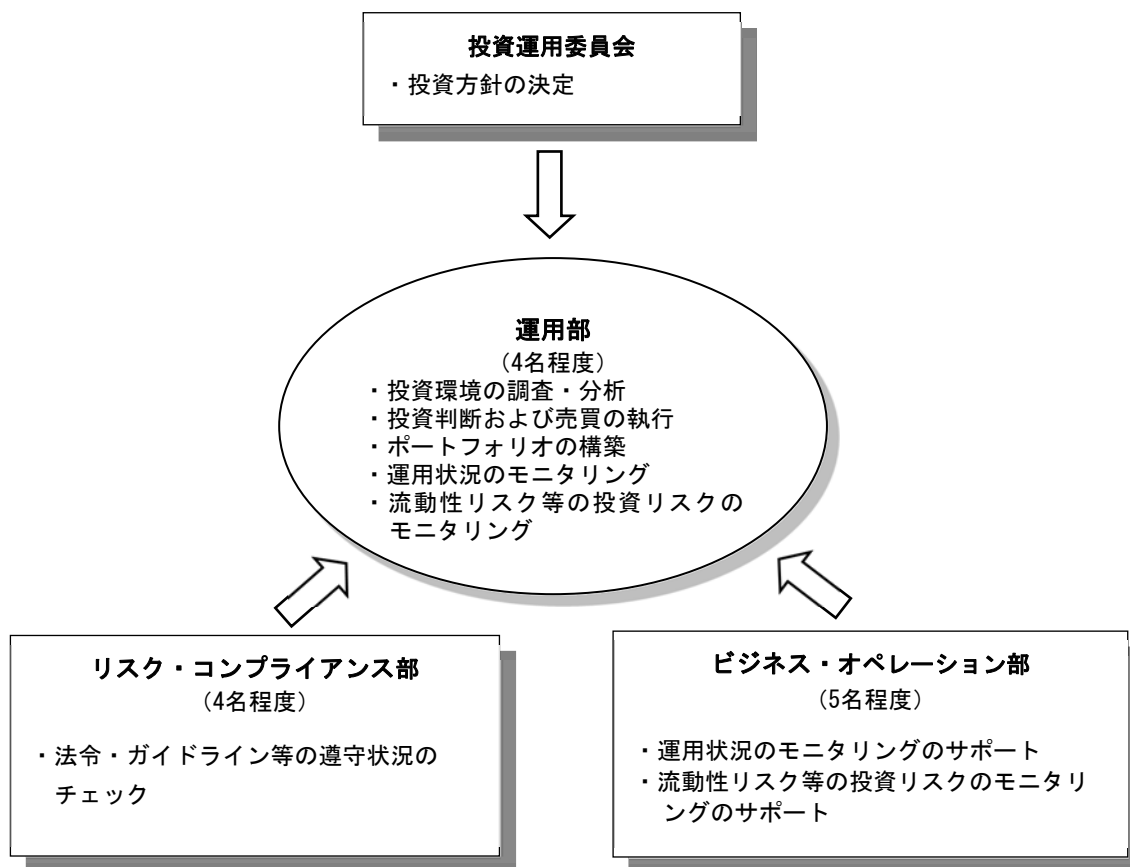 投資運用委員会
・投資方針の決定
運用部
（4名程度）
・投資環境の調査・分析
・投資判断および売買の執行
・ポートフォリオの構築
・運用状況のモニタリング
・流動性リスク等の投資リスクの
モニタリング
リスク・コンプライアンス部
（4名程度）
・法令・ガイドライン等の遵守状況の
チェック
ビジネス・オペレーション部
（5名程度）
・運用状況のモニタリングのサポート
・流動性リスク等の投資リスクのモニタリ
ングのサポート